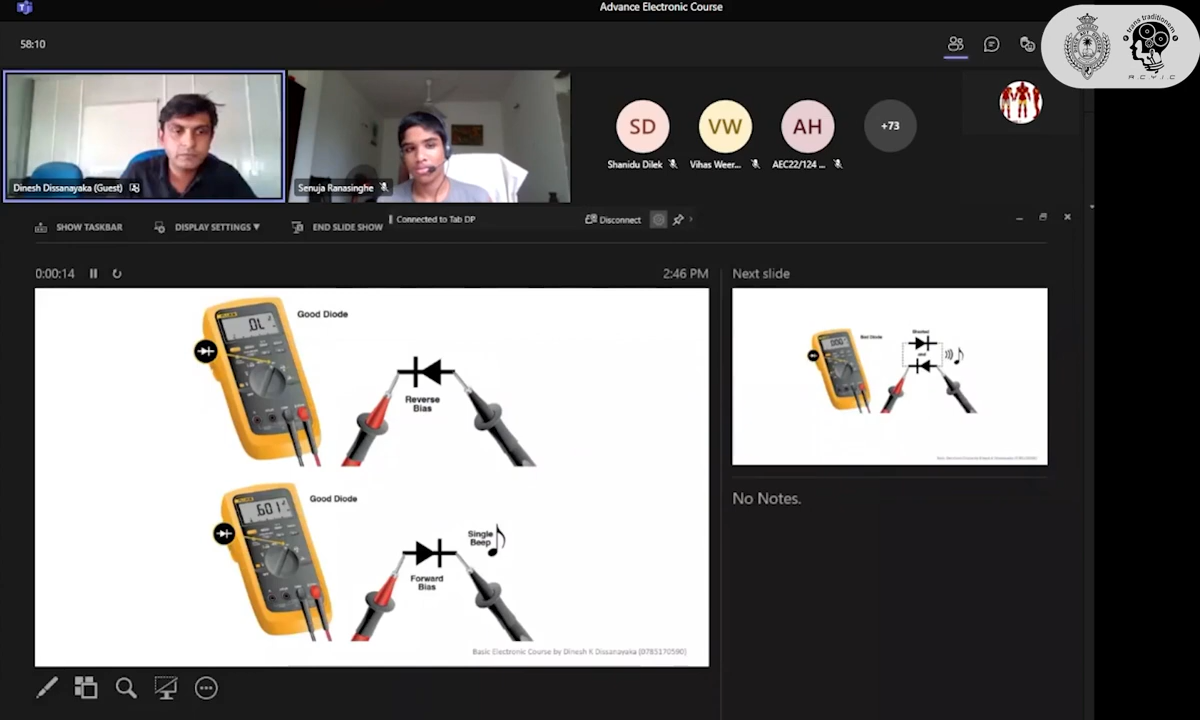 Advance Electronic Course
58:10
A.C.Y.I.C
SD
VW
AH
+73
Dinesh Dissanayaka (Guest)
Senuja Ranasinghe
Shanidu Dilek
Vihas Weer...
AEC22/124 ...
SHOW TASKBAR
DISPLAY SETTINGS
END SLIDE SHOW
Connected to Tab DP
Disconnect
0:00:14
2:46 PM
Next slide
Good Diode
OL
Reverse
Bias
Good Diode
.601
Single
Beep
Forward
Bias
Basic Electronic Course by Dinesh K Dissanayaka (0785170590)
Bad Diode
Shorted
No Notes.